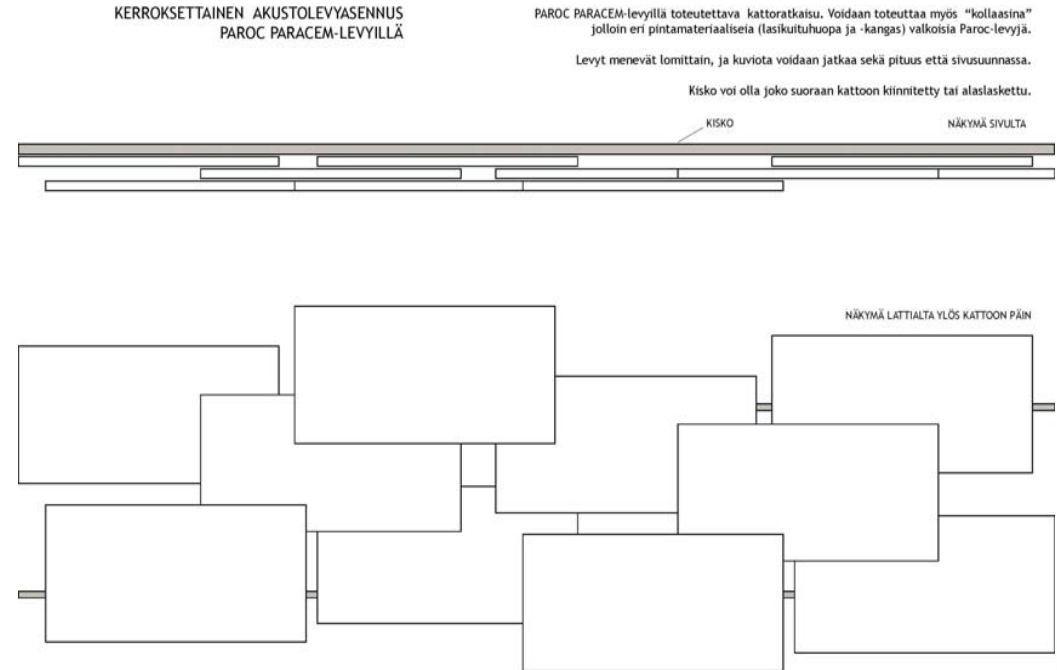 KERROKSETTAINEN AKUSTOLEVYASENNUS
PAROC PARACEM-LEVYILLÄ
PAROC PARACEM-levyillä toteutettava kattoratkaisu. Voidaan toteuttaa myös “kollaasina”
jolloin eri pintamateriaaliseia (lasikuituhuopa ja -kangas) valkoisia Paroc-levyjä.
Levyt menevät lomittain, ja kuviota voidaan jatkaa sekä pituus että sivusuunnassa.
Kisko voi olla joko suoraan kattoon kiinnitetty tai alaslaskettu.
KISKO
NÄKYMÄ SIVULTA
NÄKYMÄ LATTIALTA YLÖS KATTOON PÄIN